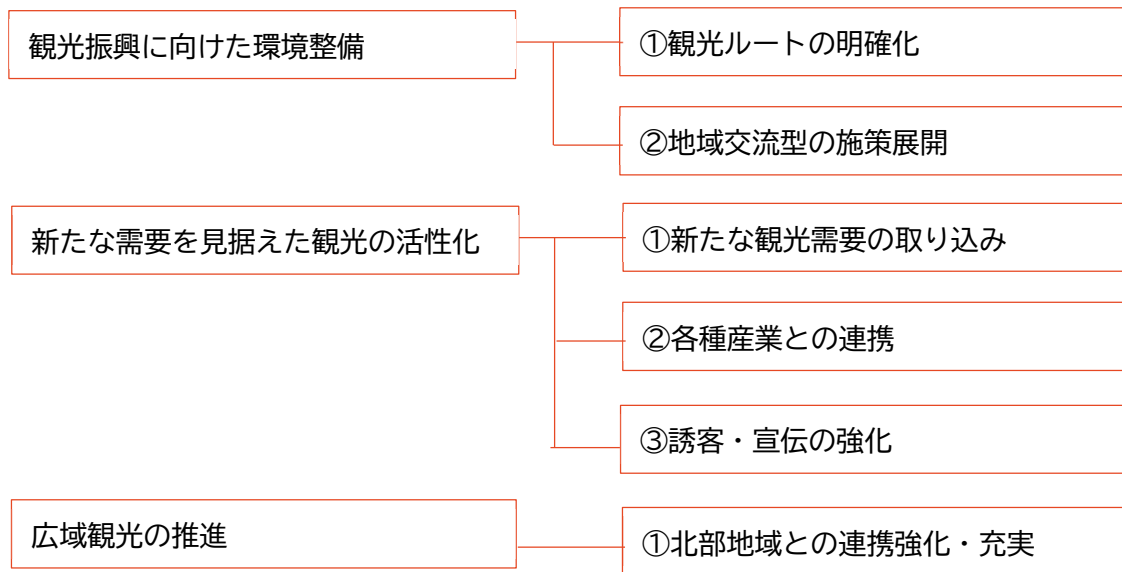 観光振興に向けた環境整備
①観光ルートの明確化
②地域交流型の施策展開
新たな需要を見据えた観光の活性化
①新たな観光需要の取り込み
②各種産業との連携
③誘客・宣伝の強化
広域観光の推進
①北部地域との連携強化・充実